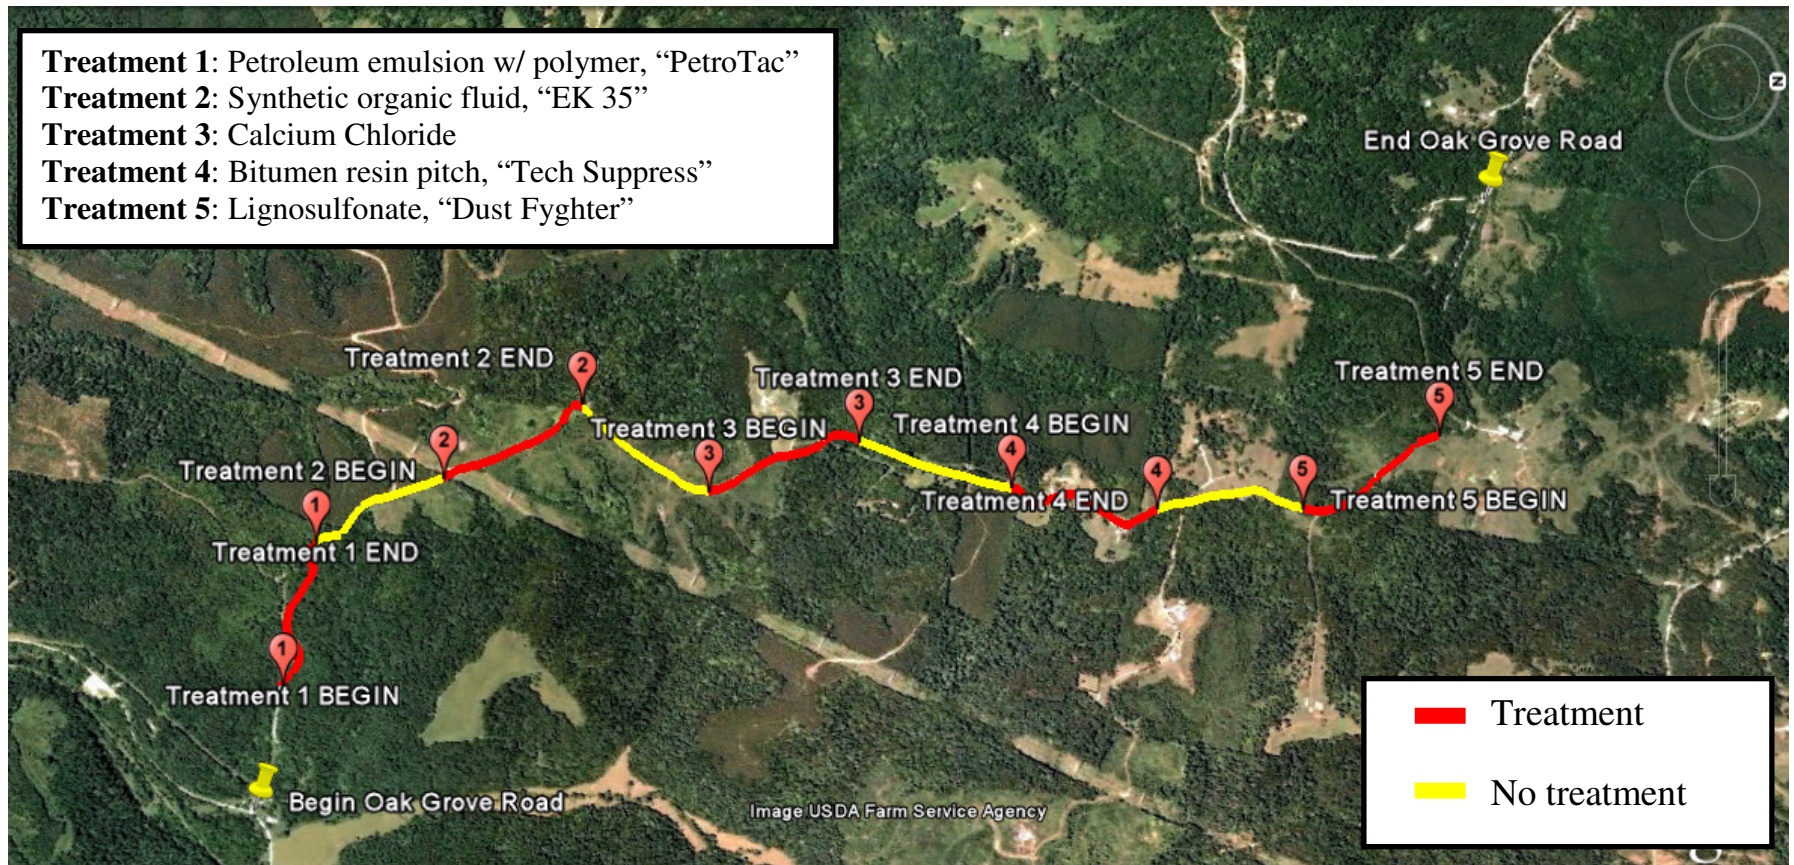 Treatment 1: Petroleum emulsion w/ polymer, “PetroTac”
Treatment 2: Synthetic organic fluid, “EK 35”
Treatment 3: Calcium Chloride
Treatment 4: Bitumen resin pitch, “Tech Suppress”
Treatment 5: Lignosulfonate, “Dust Fyghter”
N
End Oak Grove Road
Treatment 2 END
2
Treatment 3 END
3
Treatment 5 END
5
Treatment 3 BEGIN
3
Treatment 4 BEGIN
4
Treatment 2 BEGIN
2
Treatment 4 END
4
5
Treatment 5 BEGIN
1
Treatment 1 END
1
Treatment 1 BEGIN
Begin Oak Grove Road
Image USDA Farm Service Agency
Treatment
No treatment